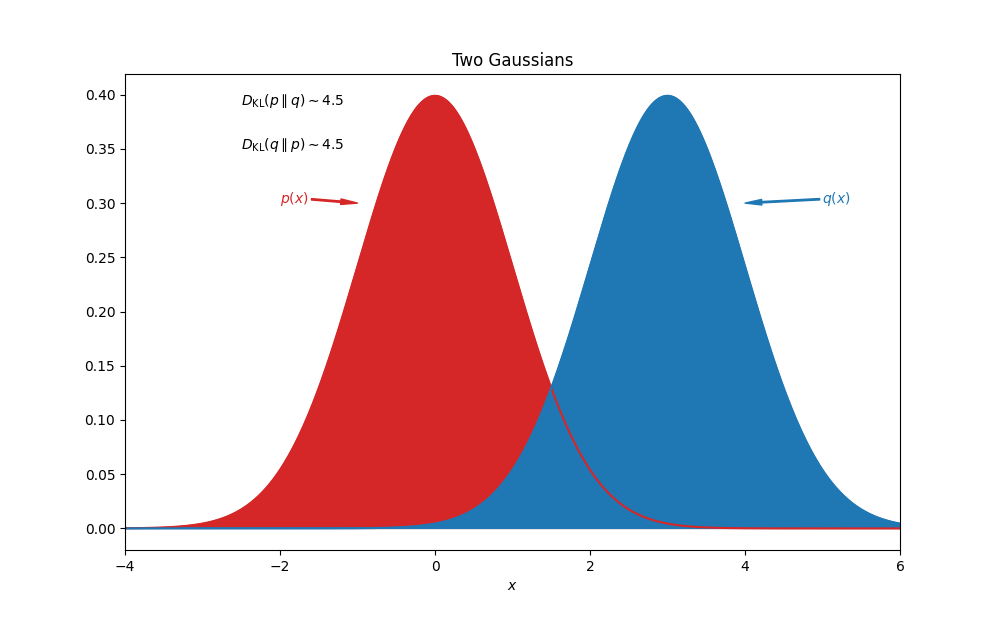 Two Gaussians
D_KL(p ∥ q) ~ 4.5
D_KL(q ∥ p) ~ 4.5
p(x)
q(x)
0.40
0.35
0.30
0.25
0.20
0.15
0.10
0.05
0.00
−4 −2 0 2 4 6
x